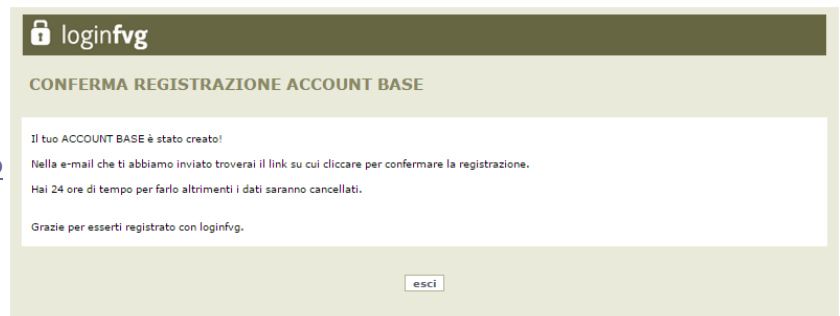 loginfvg
CONFERMA REGISTRAZIONE ACCOUNT BASE
Il tuo ACCOUNT BASE è stato creato!
Nella e-mail che ti abbiamo inviato troverai il link su cui cliccare per confermare la registrazione.
Hai 24 ore di tempo per farlo altrimenti i dati saranno cancellati.
Grazie per esserti registrato con loginfvg.
esci